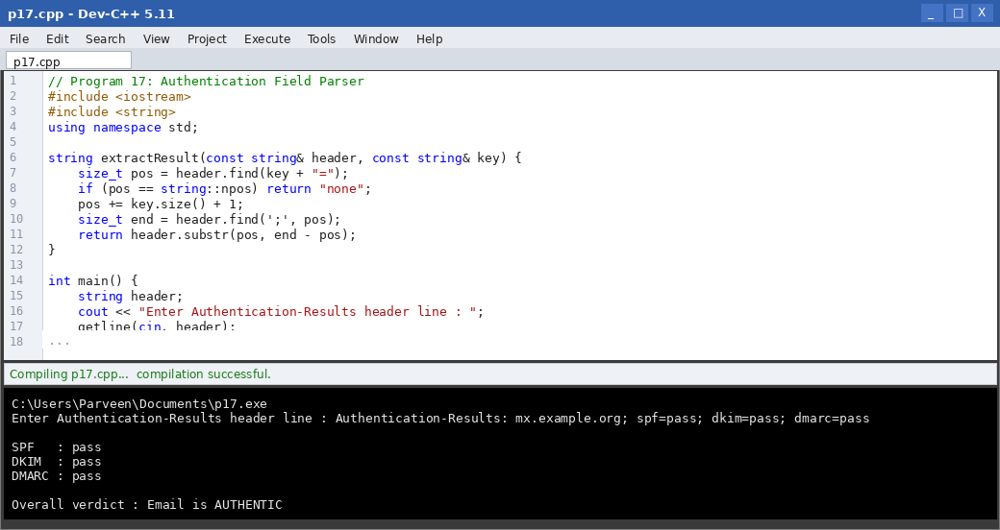 p17.cpp - Dev-C++ 5.11
_ □ X
File Edit Search View Project Execute Tools Window Help
p17.cpp
1 // Program 17: Authentication Field Parser
2 #include <iostream>
3 #include <string>
4 using namespace std;
5
6 string extractResult(const string& header, const string& key) {
7     size_t pos = header.find(key + "=");
8     if (pos == string::npos) return "none";
9     pos += key.size() + 1;
10     size_t end = header.find(';', pos);
11     return header.substr(pos, end - pos);
12 }
13
14 int main() {
15     string header;
16     cout << "Enter Authentication-Results header line : ";
17     getline(cin, header);
18 ...
Compiling p17.cpp...  compilation successful.
C:\Users\Parveen\Documents\p17.exe
Enter Authentication-Results header line : Authentication-Results: mx.example.org; spf=pass; dkim=pass; dmarc=pass
SPF   : pass
DKIM  : pass
DMARC : pass
Overall verdict : Email is AUTHENTIC